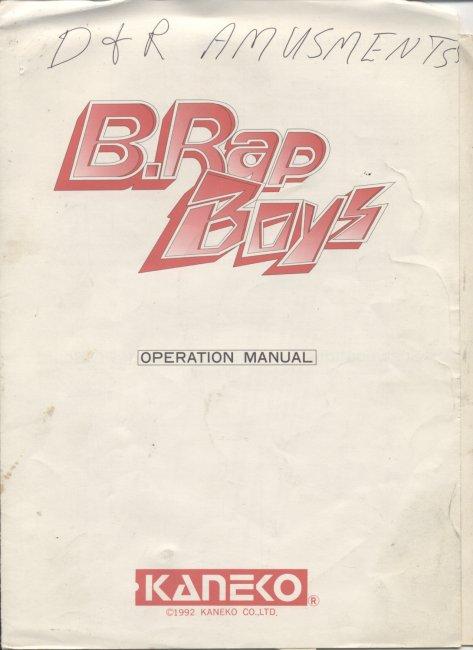 D & R AMUSMENTS
B.Rap
Boys
OPERATION MANUAL
KANEKO®
©1992 KANEKO CO.,LTD.